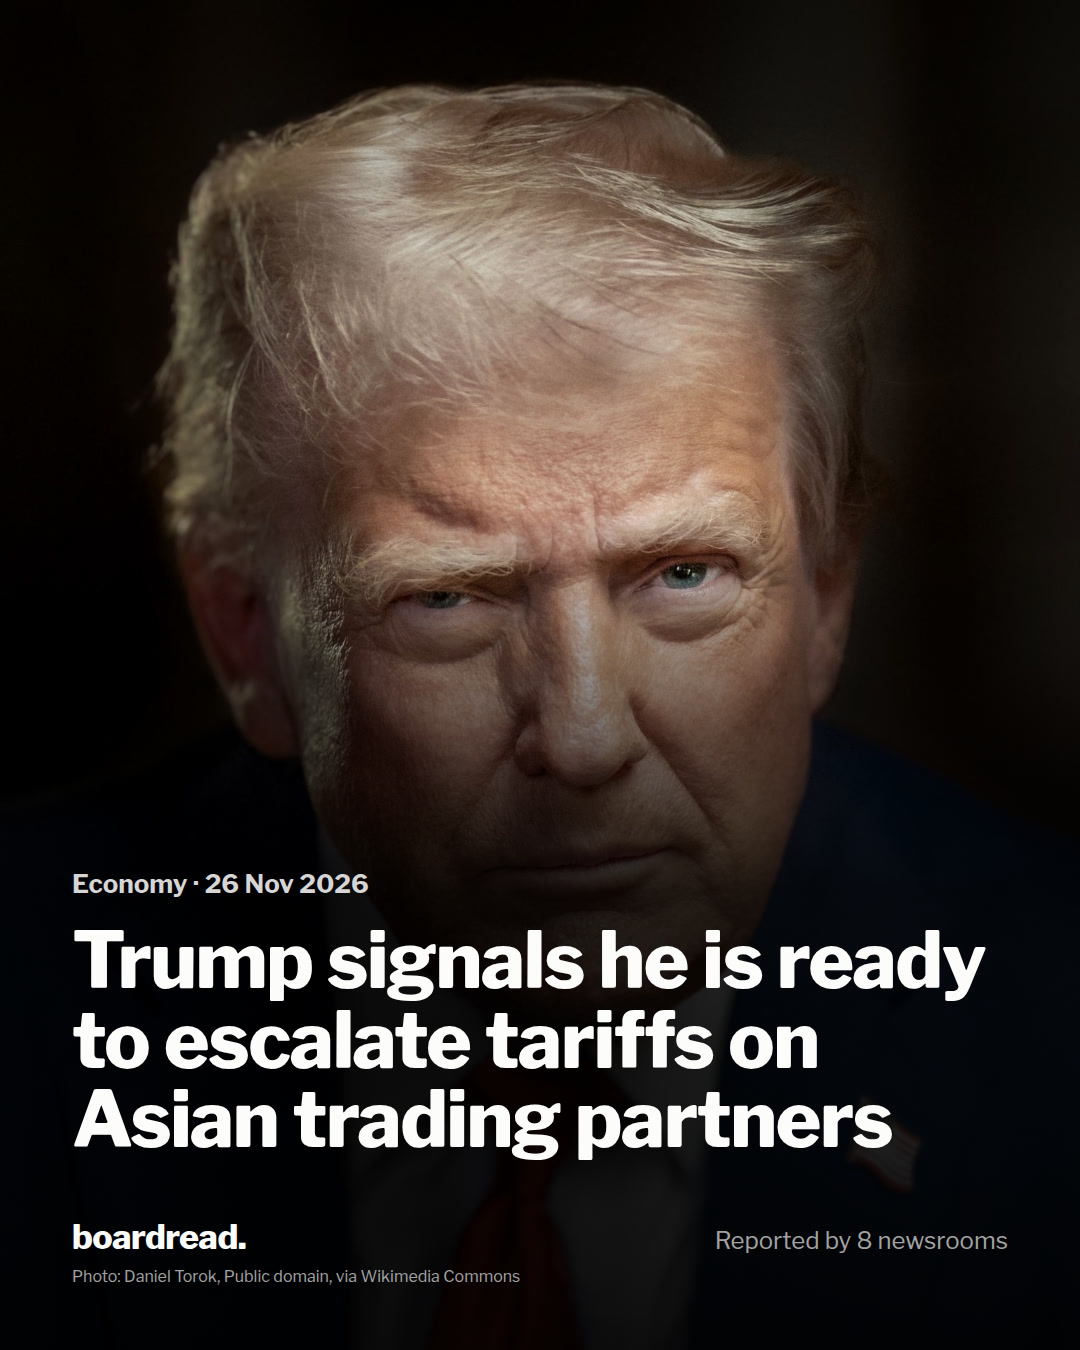 Economy · 26 Nov 2026
Trump signals he is ready
to escalate tariffs on
Asian trading partners
boardread.
Reported by 8 newsrooms
Photo: Daniel Torok, Public domain, via Wikimedia Commons